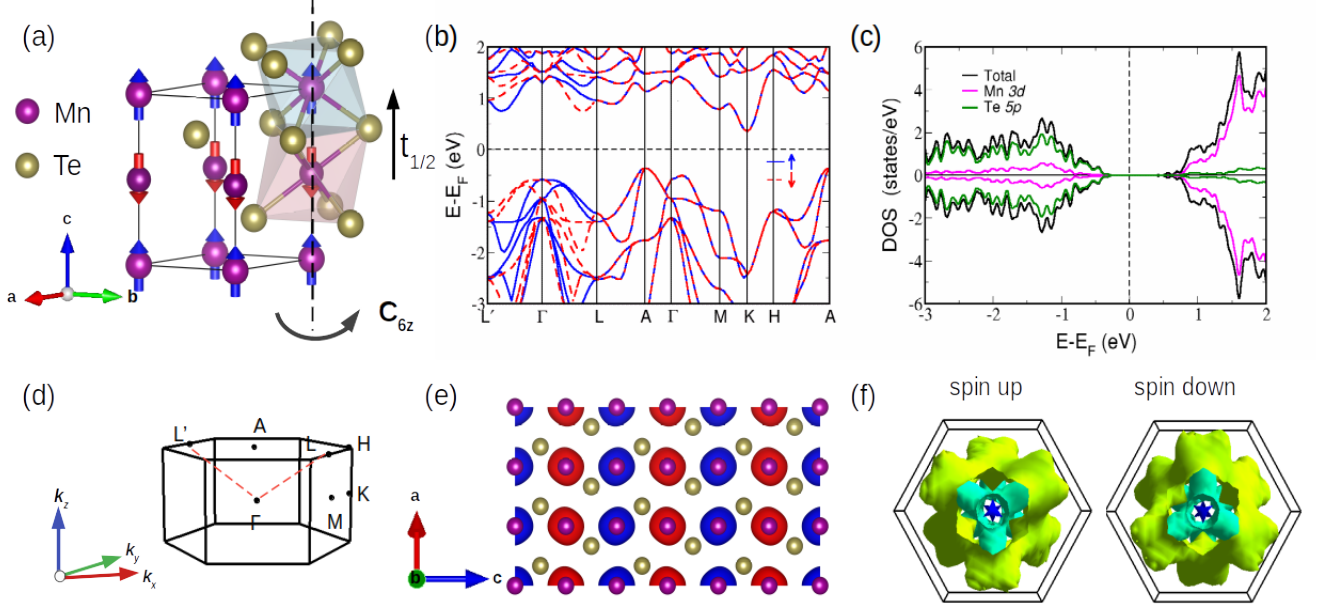 (a)
Mn
Te
t1/2
c
a
b
C6z
(b)
E-EF (eV)
2
1
0
-1
-2
-3
L' Γ L A Γ M K H A
(c)
DOS (states/eV)
6
4
2
0
-2
-4
-6
Total
Mn 3d
Te 5p
-3 -2 -1 0 1 2
E-EF (eV)
(d)
L' A L H
K
Γ M
kz
ky
kx
(e)
a
b c
(f)
spin up spin down